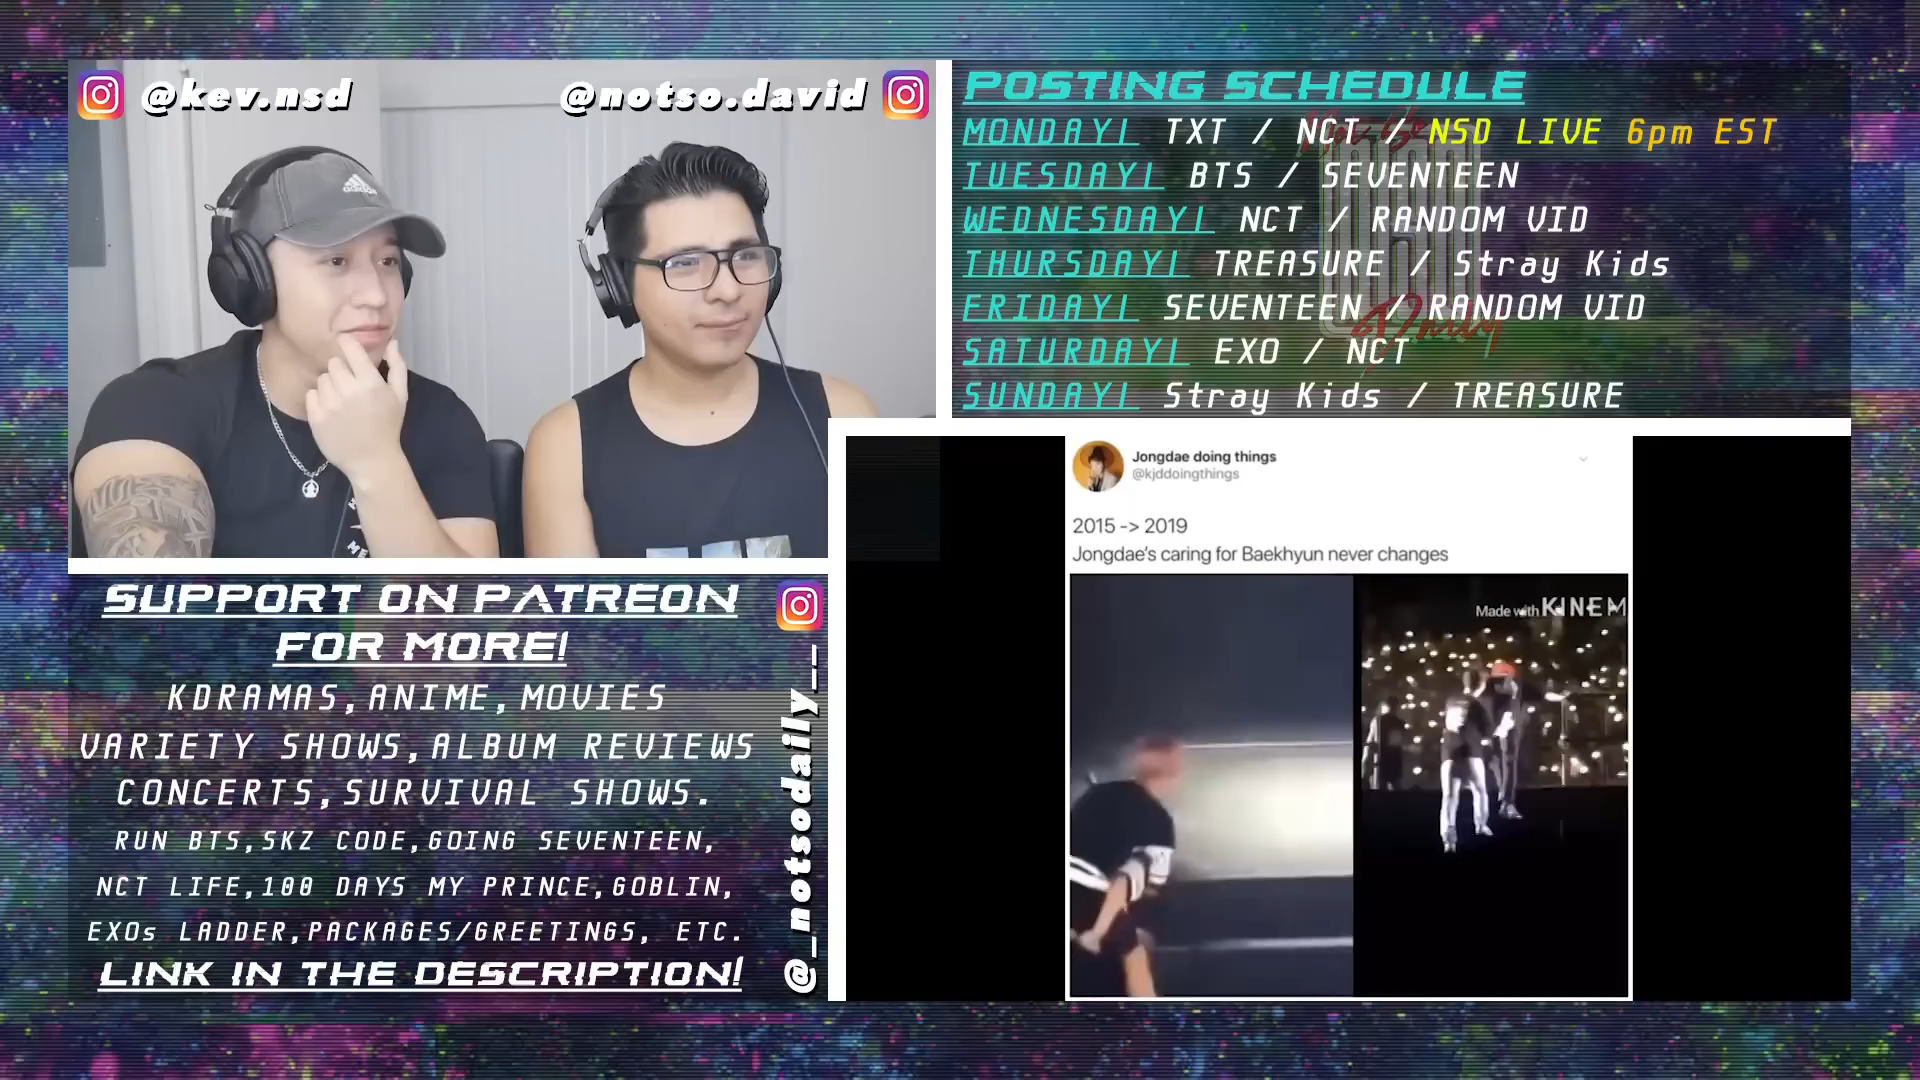 @kev.nsd
@notso.david
POSTING SCHEDULE
MONDAY| TXT / NCT / NSD LIVE 6pm EST
TUESDAY| BTS / SEVENTEEN
WEDNESDAY| NCT / RANDOM VID
THURSDAY| TREASURE / Stray Kids
FRIDAY| SEVENTEEN / RANDOM VID
SATURDAY| EXO / NCT
SUNDAY| Stray Kids / TREASURE
SUPPORT ON PATREON
FOR MORE!
KDRAMAS,ANIME,MOVIES
VARIETY SHOWS,ALBUM REVIEWS
CONCERTS,SURVIVAL SHOWS.
RUN BTS,SKZ CODE,GOING SEVENTEEN,
NCT LIFE,100 DAYS MY PRINCE,GOBLIN,
EXOs LADDER,PACKAGES/GREETINGS, ETC.
LINK IN THE DESCRIPTION!
@_notsodaily__
Jongdae doing things
@kjddoingthings
2015 -> 2019
Jongdae's caring for Baekhyun never changes
Made with KINEM